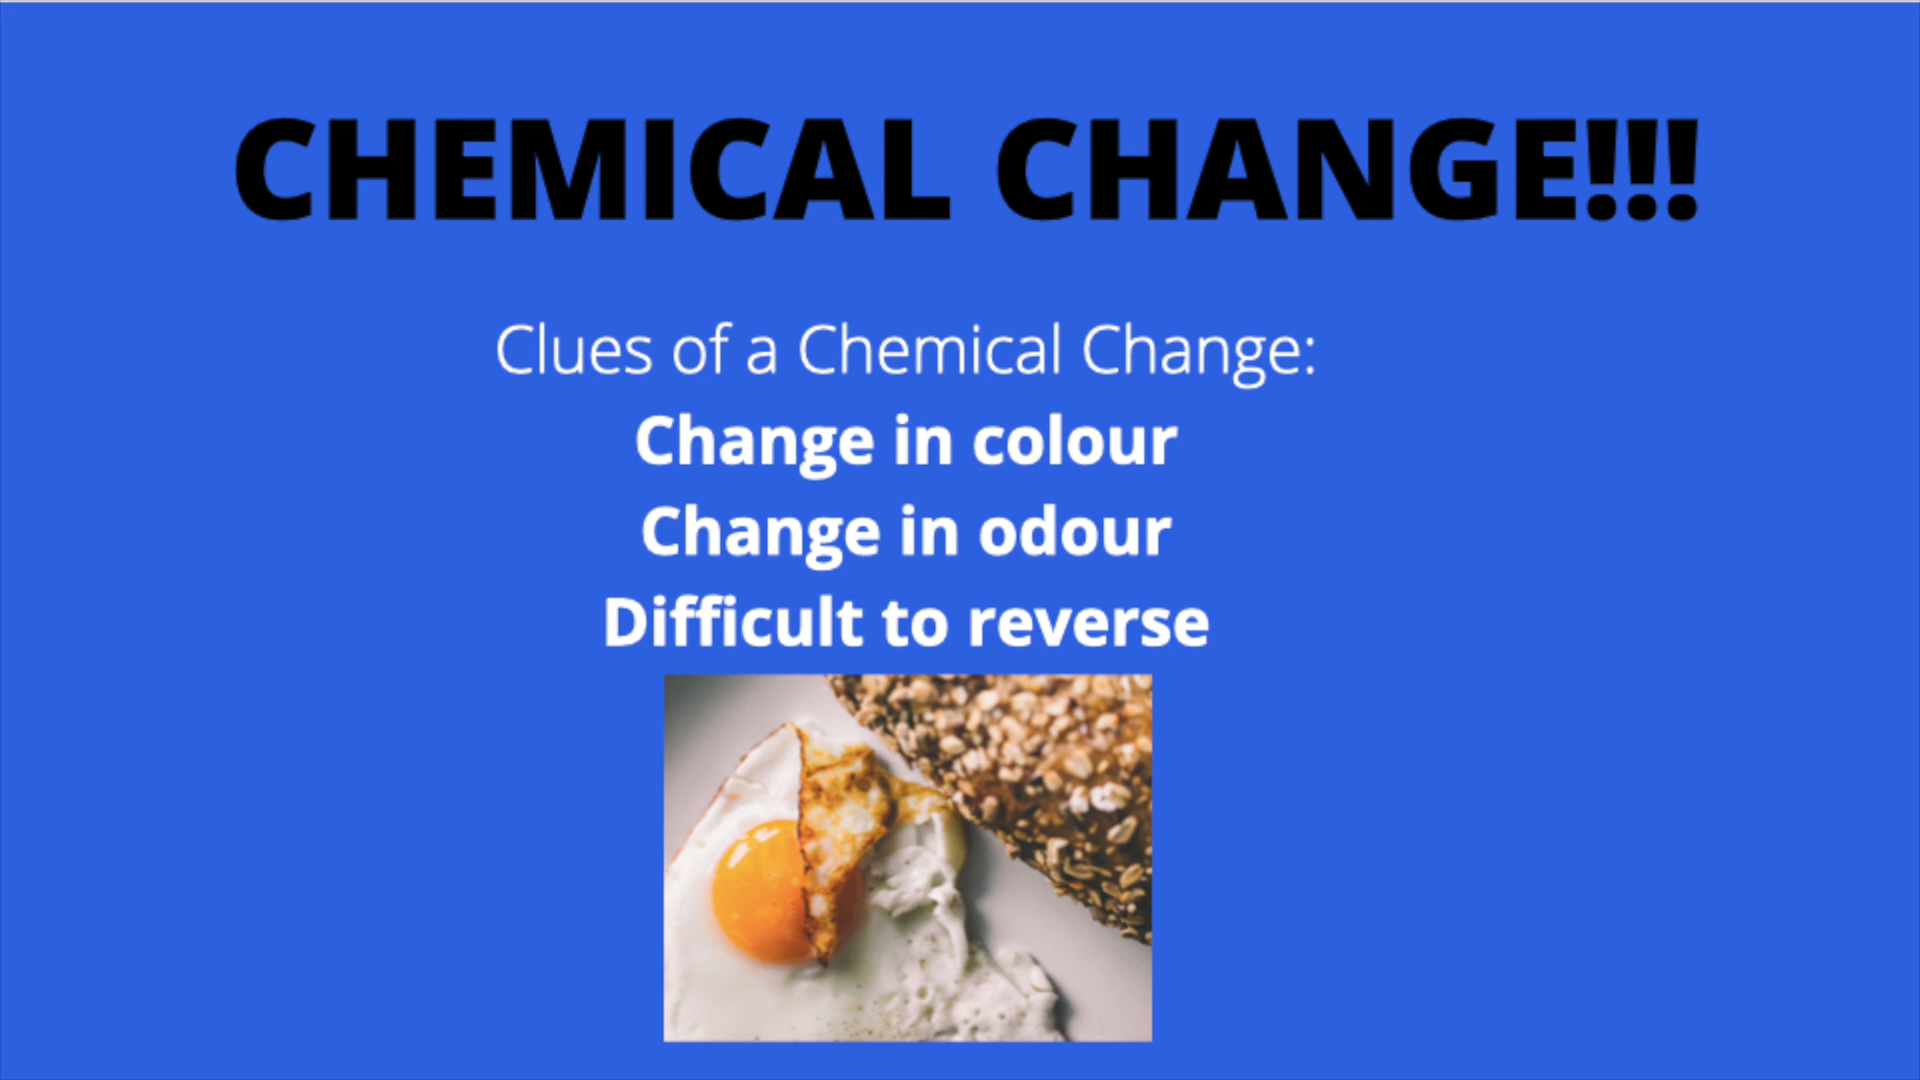 CHEMICAL CHANGE!!!
Clues of a Chemical Change:
Change in colour
Change in odour
Difficult to reverse